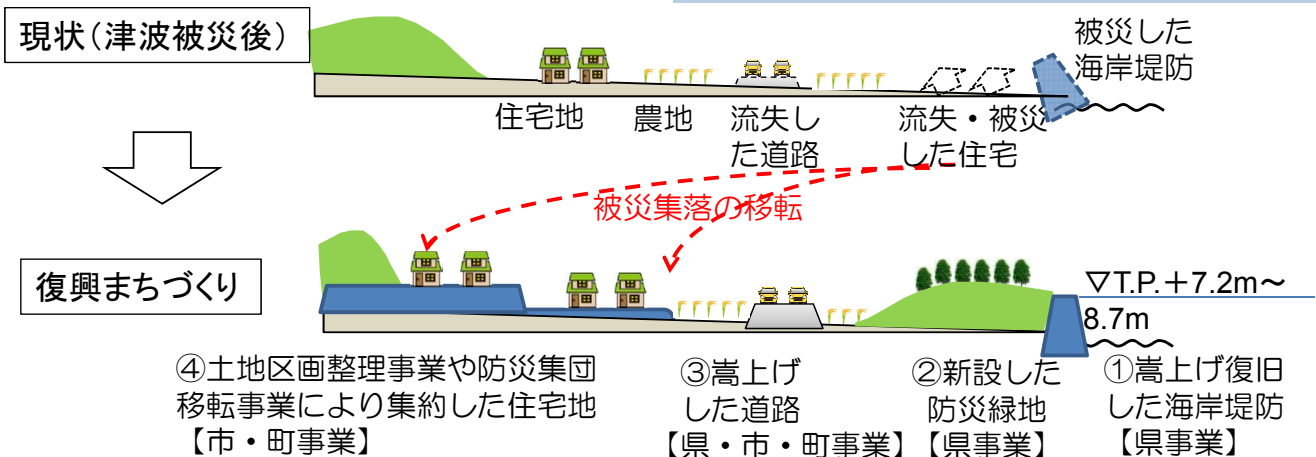 現状(津波被災後)
被災した
海岸堤防
住宅地
農地
流失し
た道路
流失・被災
した住宅
被災集落の移転
復興まちづくり
▽T.P.+7.2m～
8.7m
④土地区画整理事業や防災集団
移転事業により集約した住宅地
【市・町事業】
③嵩上げ
した道路
【県・市・町事業】
②新設した
防災緑地
【県事業】
①嵩上げ復旧
した海岸堤防
【県事業】